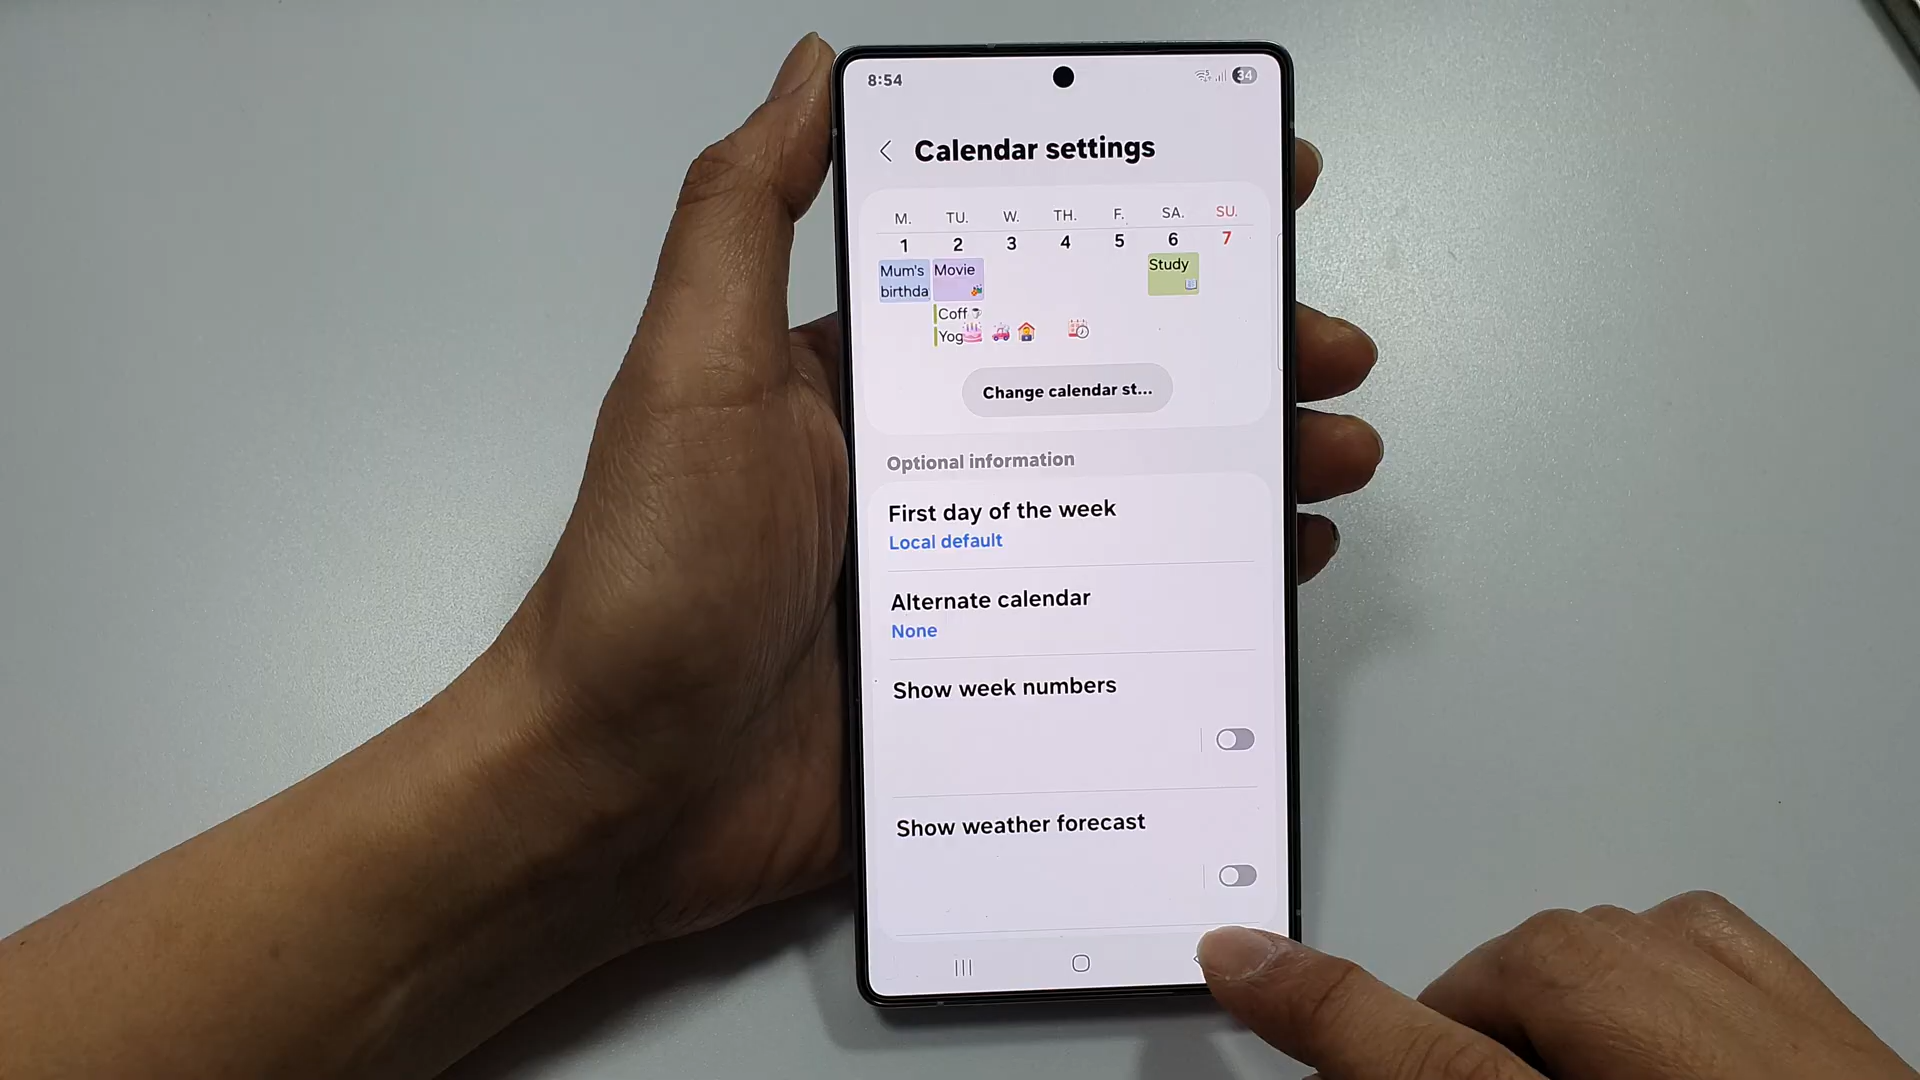 8:54
34
Calendar settings
M. TU. W. TH. F. SA. SU.
1 2 3 4 5 6 7
Mum's Movie Study
birthda
Coff
Yog
Change calendar st...
Optional information
First day of the week
Local default
Alternate calendar
None
Show week numbers
Show weather forecast